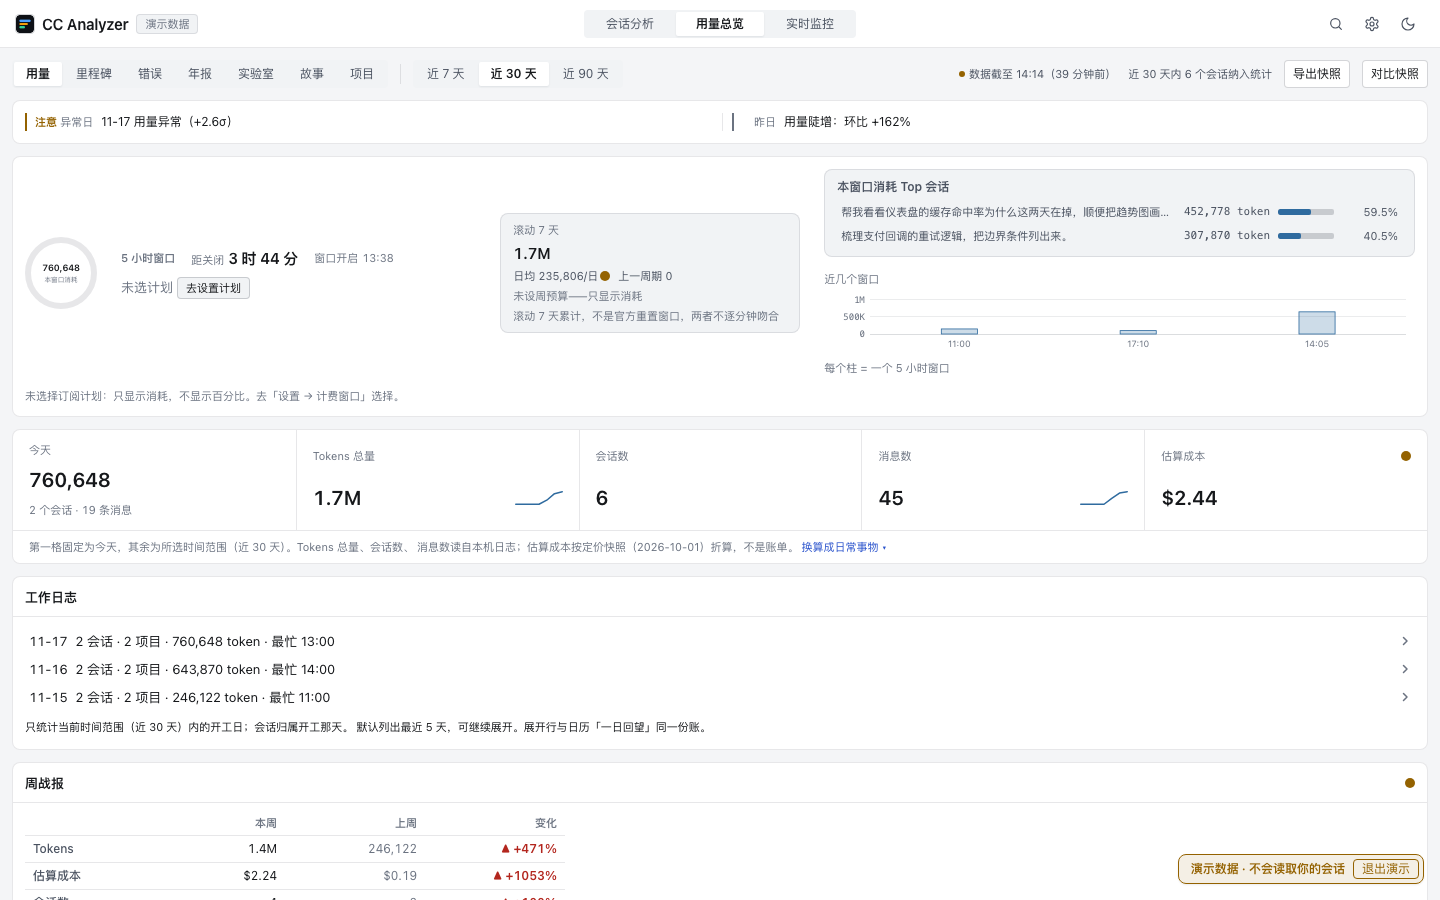 CC Analyzer 演示数据 会话分析 用量总览 实时监控
用量 里程碑 错误 年报 实验室 故事 项目 近 7 天 近 30 天 近 90 天 数据截至 14:14（39 分钟前） 近 30 天内 6 个会话纳入统计 导出快照 对比快照
注意 异常日 11-17 用量异常（+2.6σ） 昨日 用量陡增：环比 +162%
760,648
本窗口消耗
5 小时窗口 距关闭 3 时 44 分 窗口开启 13:38
未选计划 去设置计划
滚动 7 天
1.7M
日均 235,806/日 上一周期 0
未设周预算——只显示消耗
滚动 7 天累计，不是官方重置窗口，两者不逐分钟吻合
本窗口消耗 Top 会话
帮我看看仪表盘的缓存命中率为什么这两天在掉，顺便把趋势图画... 452,778 token 59.5%
梳理支付回调的重试逻辑，把边界条件列出来。 307,870 token 40.5%
近几个窗口
1M
500K
0
11:00 17:10 14:05
每个柱 = 一个 5 小时窗口
未选择订阅计划：只显示消耗，不显示百分比。去「设置 → 计费窗口」选择。
今天
760,648
2 个会话 · 19 条消息
Tokens 总量
1.7M
会话数
6
消息数
45
估算成本
$2.44
第一格固定为今天，其余为所选时间范围（近 30 天）。Tokens 总量、会话数、 消息数读自本机日志；估算成本按定价快照（2026-10-01）折算，不是账单。 换算成日常事物
工作日志
11-17 2 会话 · 2 项目 · 760,648 token · 最忙 13:00
11-16 2 会话 · 2 项目 · 643,870 token · 最忙 14:00
11-15 2 会话 · 2 项目 · 246,122 token · 最忙 11:00
只统计当前时间范围（近 30 天）内的开工日；会话归属开工那天。 默认列出最近 5 天，可继续展开。展开行与日历「一日回望」同一份账。
周战报
本周 上周 变化
Tokens 1.4M 246,122 ▲ +471%
估算成本 $2.24 $0.19 ▲ +1053%
演示数据 · 不会读取你的会话 退出演示